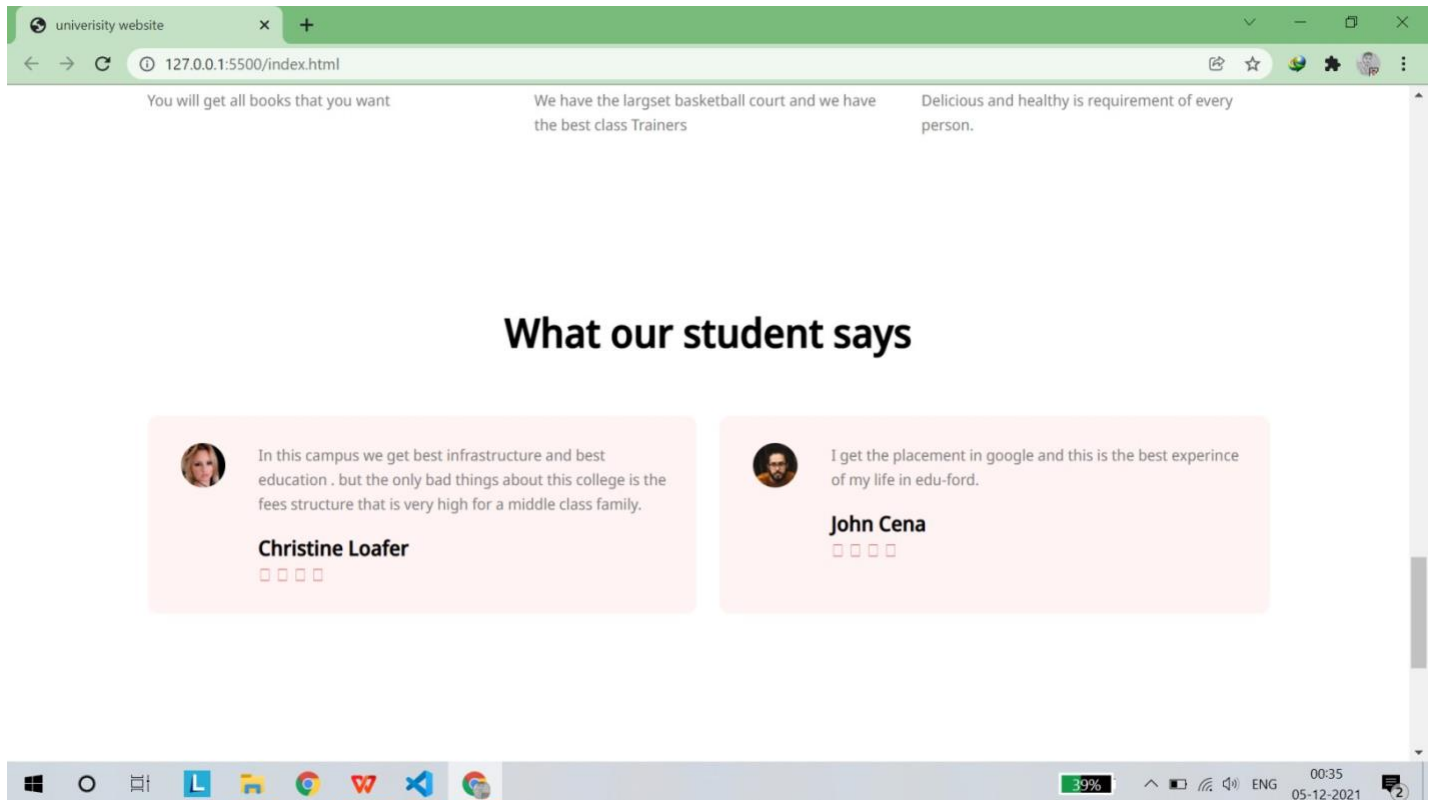 univerisity website
127.0.0.1:5500/index.html
You will get all books that you want
We have the largset basketball court and we have
the best class Trainers
Delicious and healthy is requirement of every
person.
What our student says
In this campus we get best infrastructure and best
education . but the only bad things about this college is the
fees structure that is very high for a middle class family.
Christine Loafer
I get the placement in google and this is the best experince
of my life in edu-ford.
John Cena
L
W
39%
ENG
00:35
05-12-2021
2